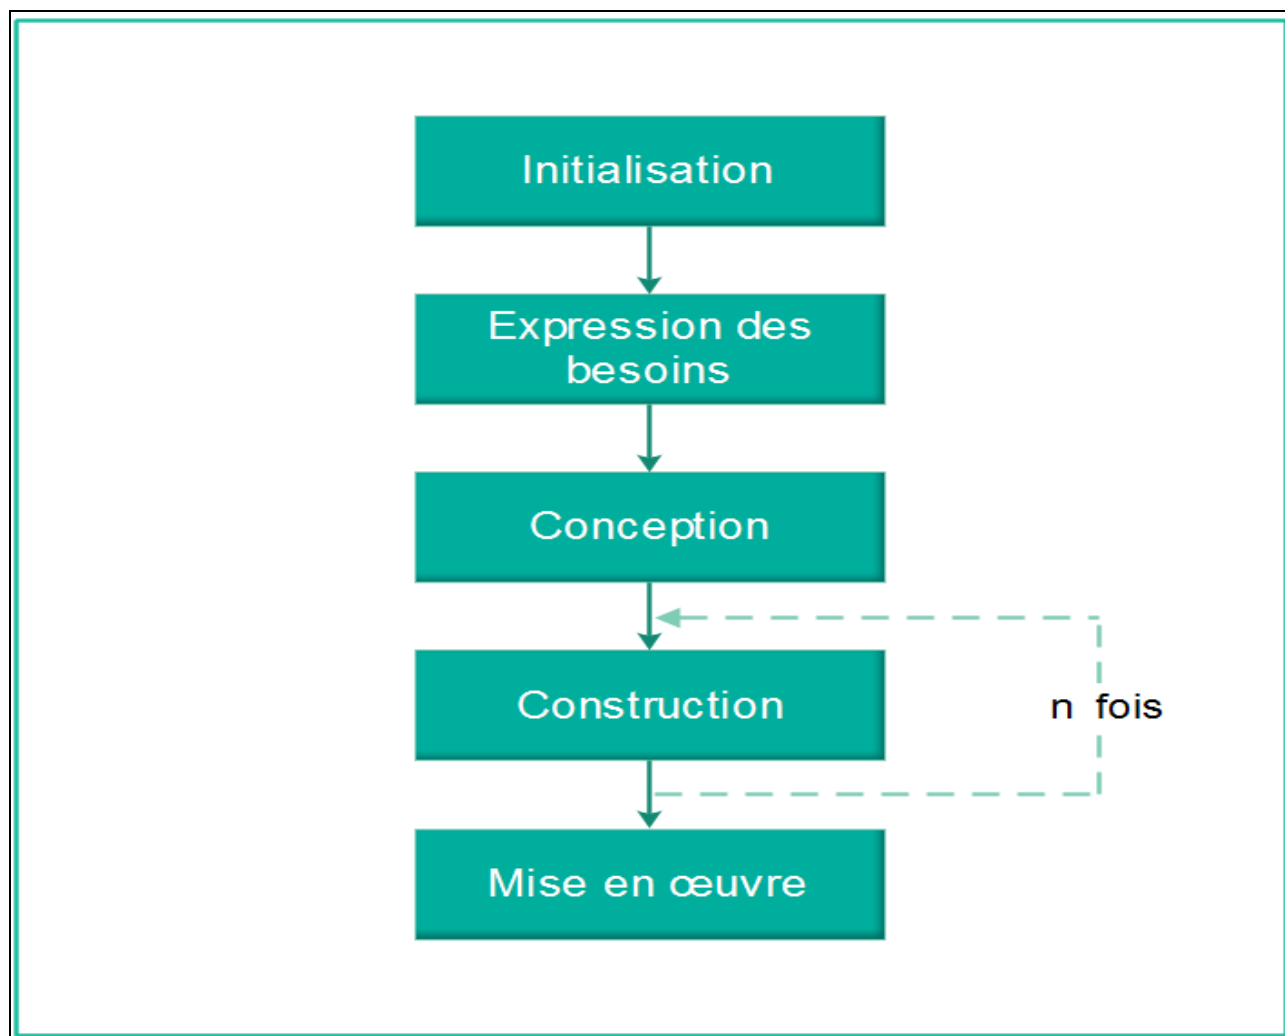 Initialisation
Expression des
besoins
Conception
Construction
n fois
Mise en œuvre